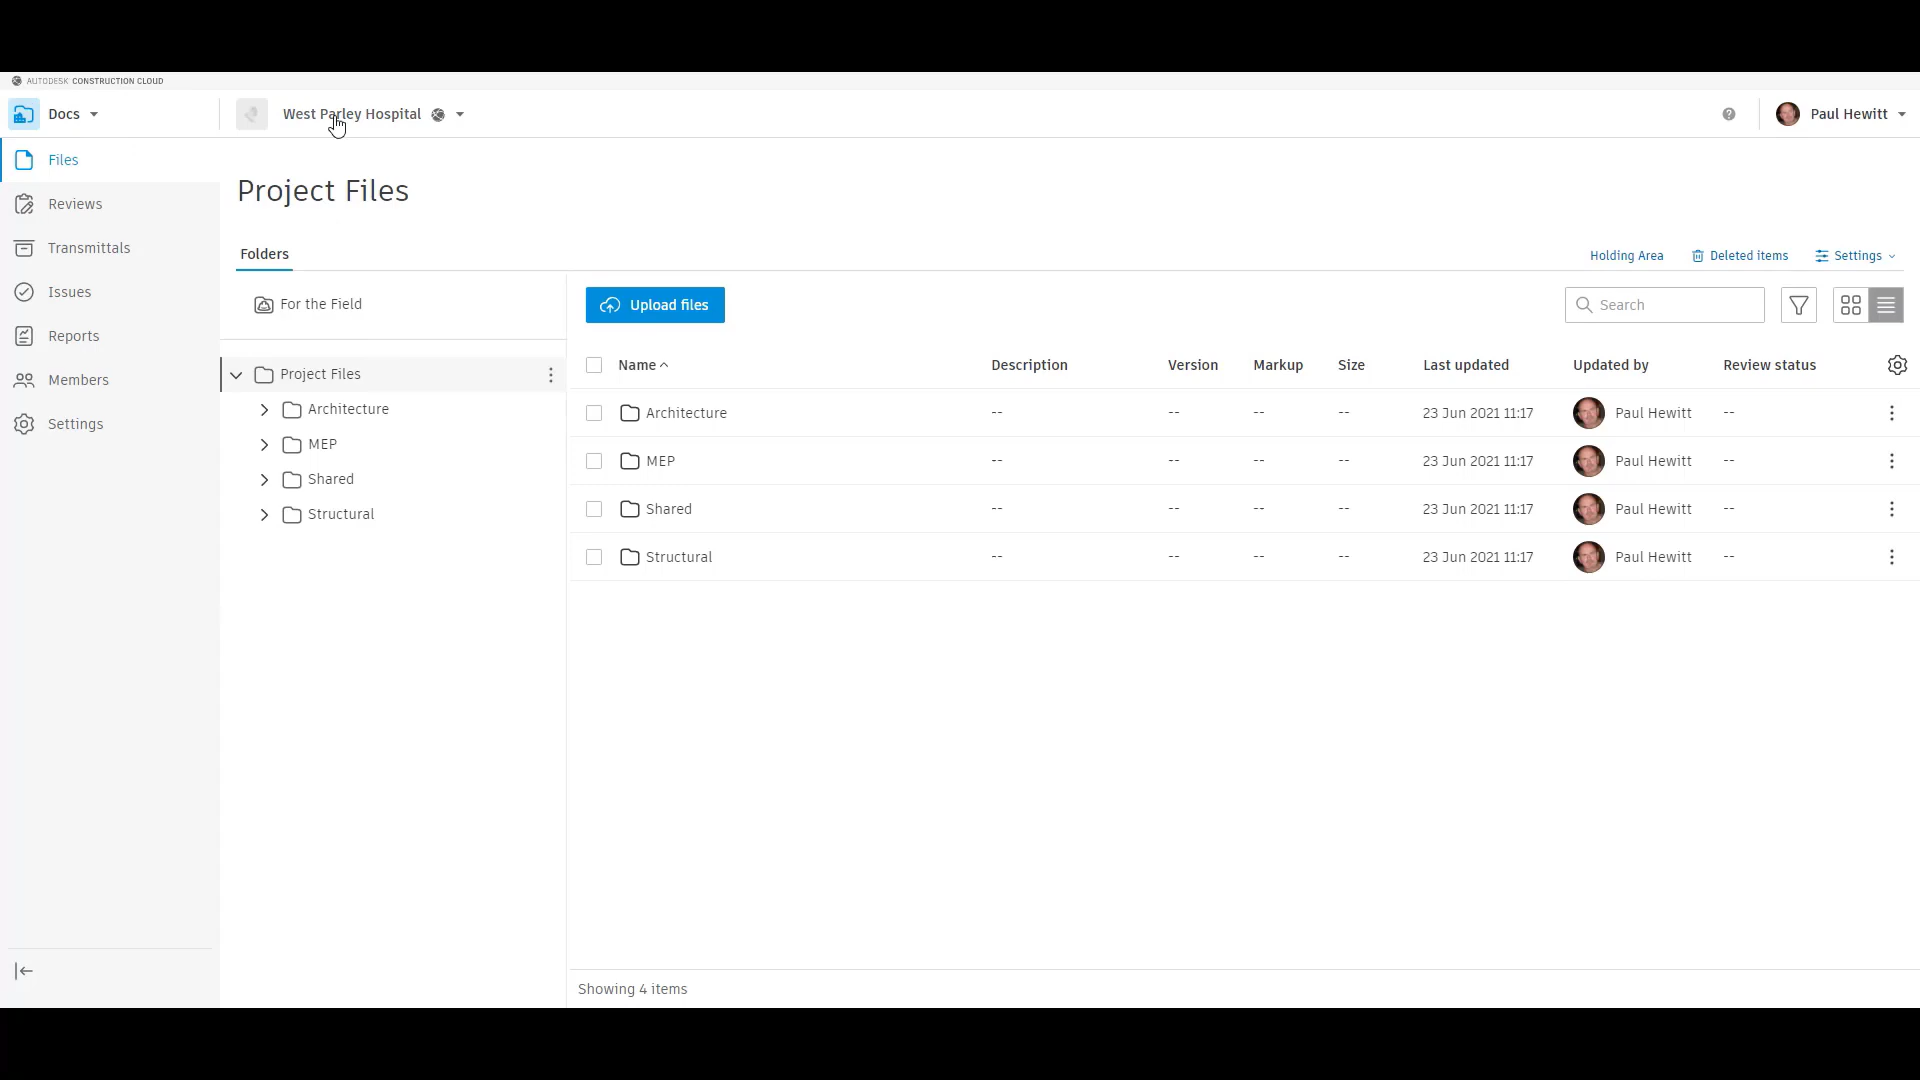 AUTODESK CONSTRUCTION CLOUD
Docs
West Parley Hospital
Paul Hewitt
Files
Reviews
Transmittals
Issues
Reports
Members
Settings
Project Files
Folders
Holding Area
Deleted items
Settings
For the Field
Project Files
Architecture
MEP
Shared
Structural
Upload files
Search
Name Description Version Markup Size Last updated Updated by Review status
Architecture -- -- -- -- 23 Jun 2021 11:17 Paul Hewitt --
MEP -- -- -- -- 23 Jun 2021 11:17 Paul Hewitt --
Shared -- -- -- -- 23 Jun 2021 11:17 Paul Hewitt --
Structural -- -- -- -- 23 Jun 2021 11:17 Paul Hewitt --
Showing 4 items